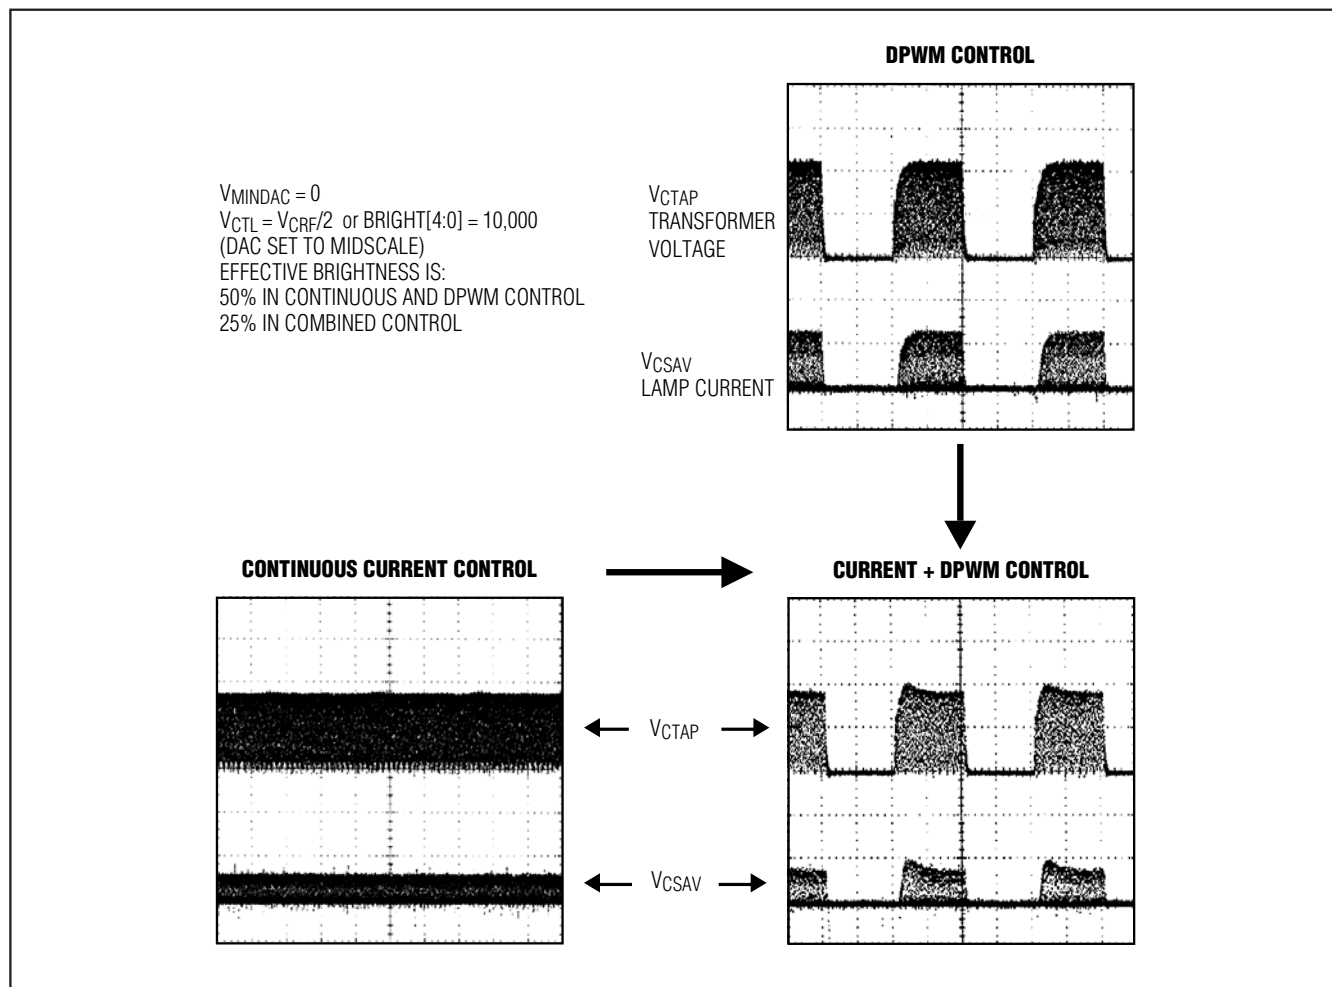 DPWM CONTROL
VMINDAC = 0
VCTL = VCRF/2 or BRIGHT[4:0] = 10,000
(DAC SET TO MIDSCALE)
EFFECTIVE BRIGHTNESS IS:
50% IN CONTINUOUS AND DPWM CONTROL
25% IN COMBINED CONTROL
VCTAP
TRANSFORMER
VOLTAGE
VCSAV
LAMP CURRENT
CONTINUOUS CURRENT CONTROL
CURRENT + DPWM CONTROL
VCTAP
VCSAV